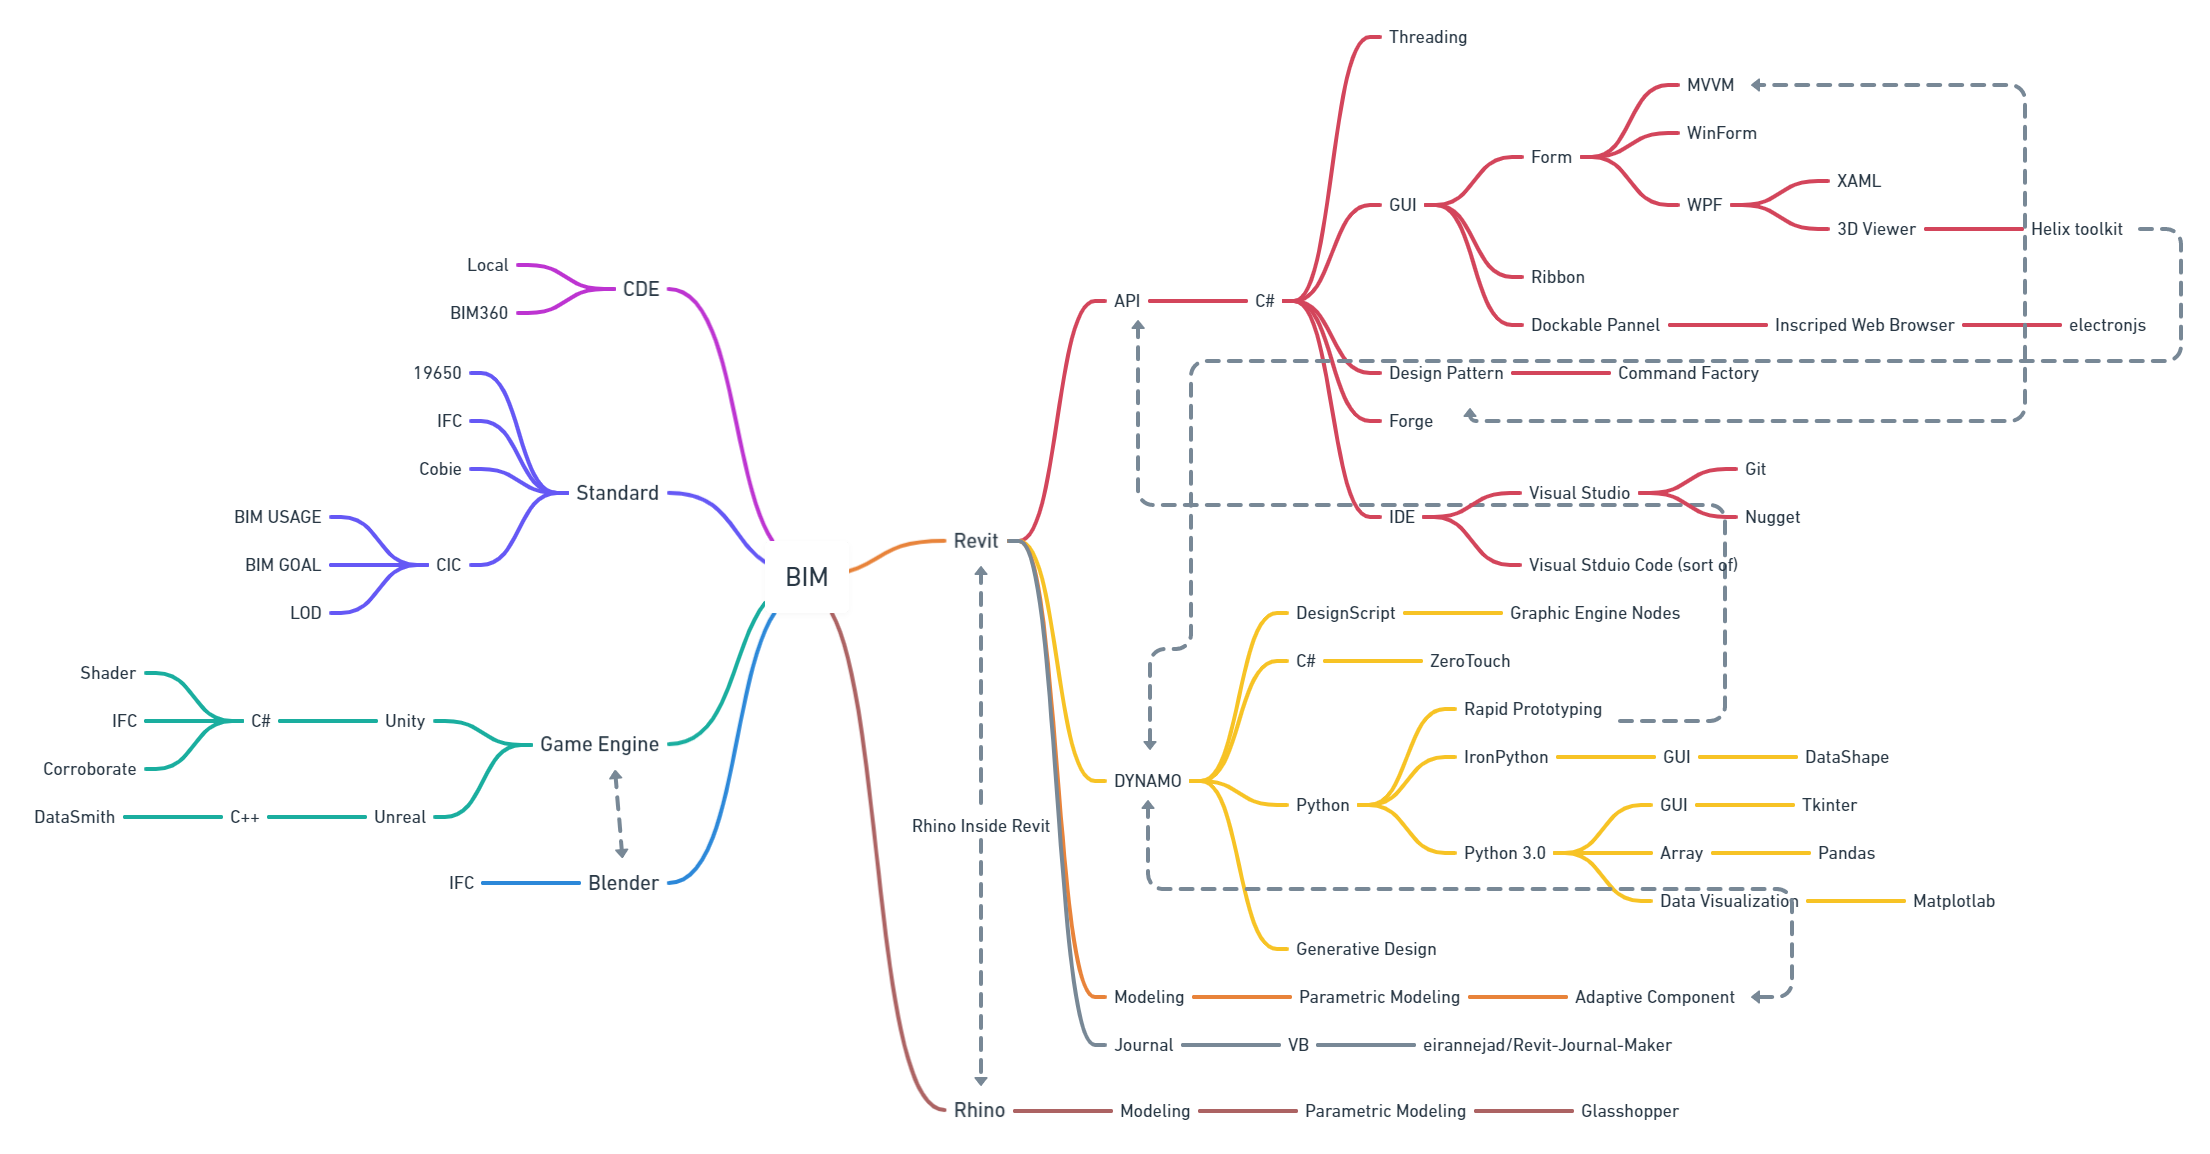 Threading
MVVM
WinForm
Form
XAML
GUI
WPF
3D Viewer
Helix toolkit
Local
Ribbon
CDE
API
C#
BIM360
Dockable Pannel
Inscriped Web Browser
electronjs
19650
Design Pattern
Command Factory
IFC
Forge
Cobie
Git
Standard
Visual Studio
BIM USAGE
IDE
Nugget
Revit
BIM GOAL
CIC
BIM
Visual Stduio Code (sort of)
LOD
DesignScript
Graphic Engine Nodes
Shader
C#
ZeroTouch
IFC
C#
Unity
Rapid Prototyping
Game Engine
IronPython
GUI
DataShape
Corroborate
DYNAMO
Python
GUI
Tkinter
DataSmith
C++
Unreal
Rhino Inside Revit
Python 3.0
Array
Pandas
IFC
Blender
Data Visualization
Matplotlab
Generative Design
Modeling
Parametric Modeling
Adaptive Component
Journal
VB
eirannejad/Revit-Journal-Maker
Rhino
Modeling
Parametric Modeling
Glasshopper